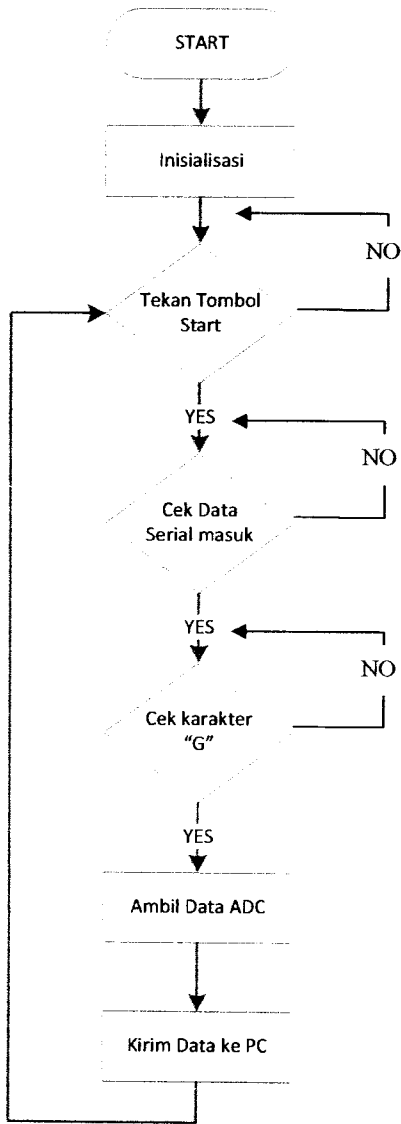 START
Inisialisasi
NO
Tekan Tombol
Start
YES
NO
Cek Data
Serial masuk
YES
NO
Cek karakter
“G”
YES
Ambil Data ADC
Kirim Data ke PC